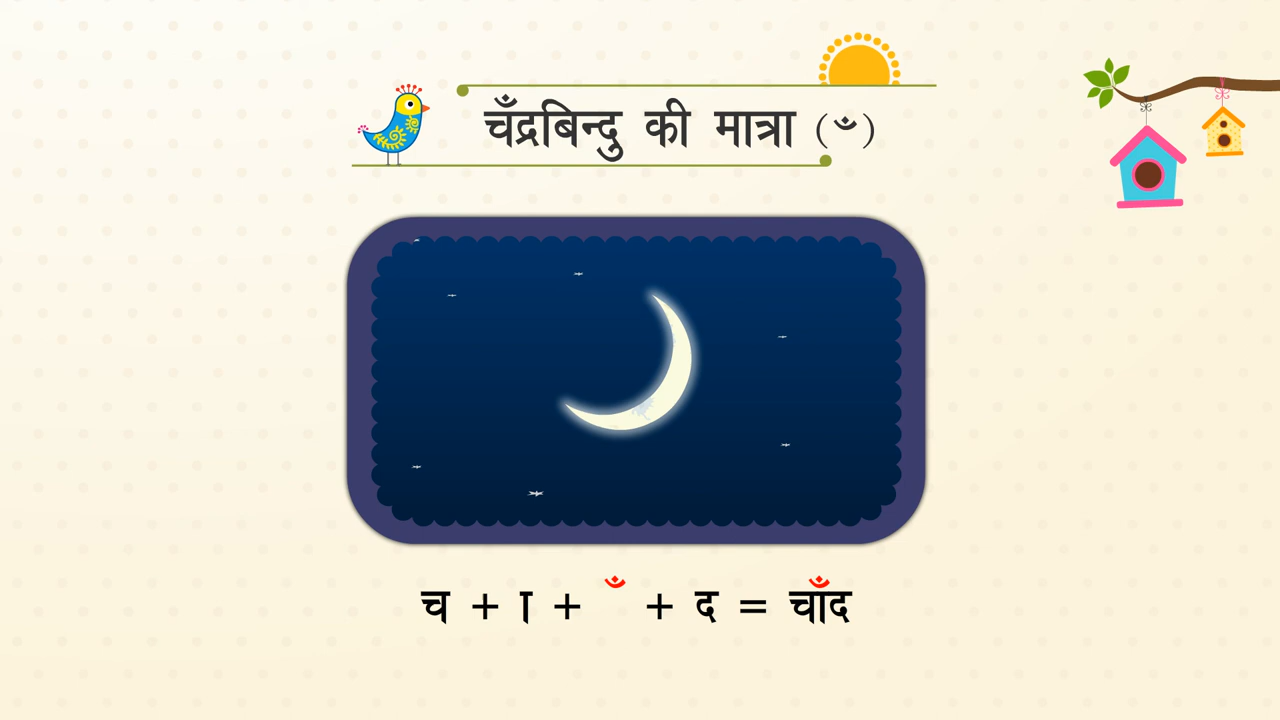 चँद्रबिन्दु की मात्रा (ँ)
च + ा + ँ + द = चाँद